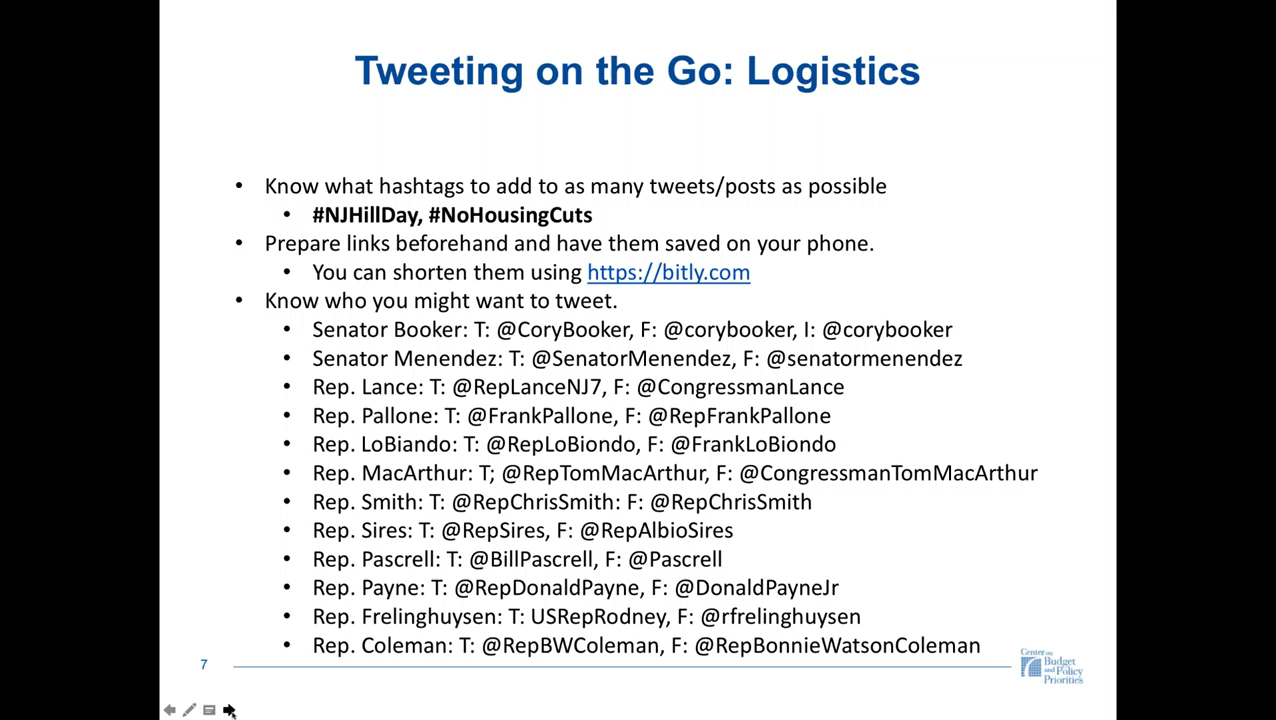 Tweeting on the Go: Logistics
• Know what hashtags to add to as many tweets/posts as possible
• #NJHillDay, #NoHousingCuts
• Prepare links beforehand and have them saved on your phone.
• You can shorten them using https://bitly.com
• Know who you might want to tweet.
• Senator Booker: T: @CoryBooker, F: @corybooker, I: @corybooker
• Senator Menendez: T: @SenatorMenendez, F: @senatormenendez
• Rep. Lance: T: @RepLanceNJ7, F: @CongressmanLance
• Rep. Pallone: T: @FrankPallone, F: @RepFrankPallone
• Rep. LoBiando: T: @RepLoBiondo, F: @FrankLoBiondo
• Rep. MacArthur: T; @RepTomMacArthur, F: @CongressmanTomMacArthur
• Rep. Smith: T: @RepChrisSmith: F: @RepChrisSmith
• Rep. Sires: T: @RepSires, F: @RepAlbioSires
• Rep. Pascrell: T: @BillPascrell, F: @Pascrell
• Rep. Payne: T: @RepDonaldPayne, F: @DonaldPayneJr
• Rep. Frelinghuysen: T: USRepRodney, F: @rfrelinghuysen
• Rep. Coleman: T: @RepBWColeman, F: @RepBonnieWatsonColeman
7
Center on
Budget
and Policy
Priorities